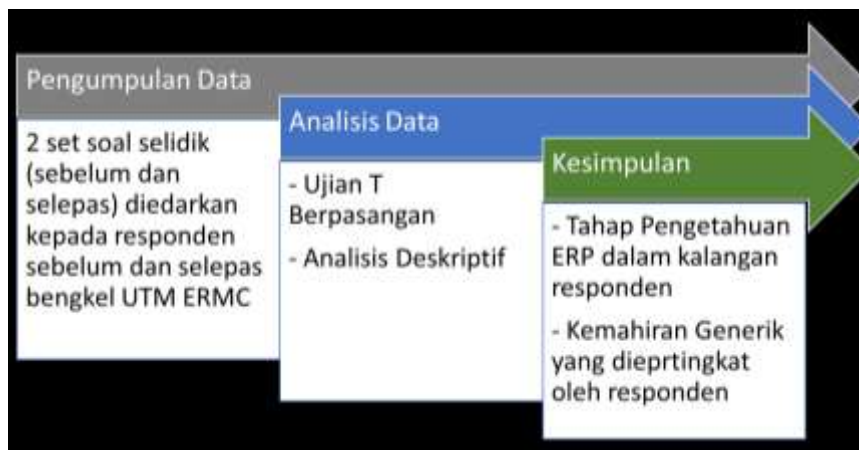 Pengumpulan Data
2 set soal selidik
(sebelum dan
selepas) diedarkan
kepada responden
sebelum dan selepas
bengkel UTM ERMC
Analisis Data
- Ujian T
Berpasangan
- Analisis Deskriptif
Kesimpulan
- Tahap Pengetahuan
ERP dalam kalangan
responden
- Kemahiran Generik
yang dieprtingkat
oleh responden